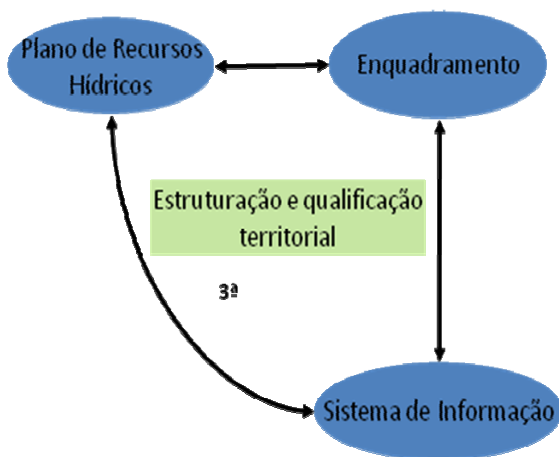 Plano de Recursos
Hídricos
Enquadramento
Estruturação e qualificação
territorial
3ª
Sistema de Informação